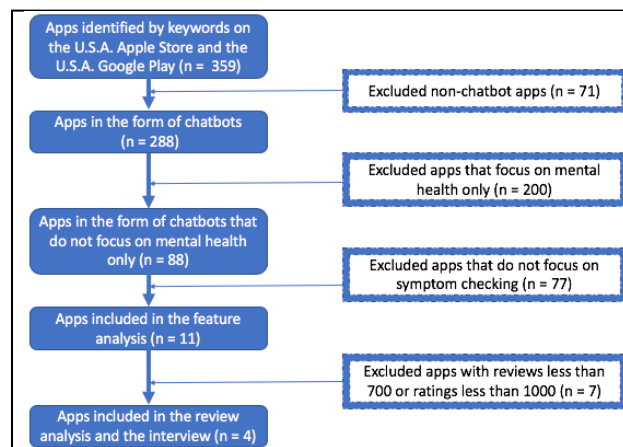 Apps identified by keywords on
the U.S.A. Apple Store and the
U.S.A. Google Play (n =  359)
Excluded non-chatbot apps (n = 71)
Apps in the form of chatbots
(n = 288)
Excluded apps that focus on mental
health only (n = 200)
Apps in the form of chatbots that
do not focus on mental health
only (n = 88)
Excluded apps that do not focus on
symptom checking (n = 77)
Apps included in the feature
analysis (n = 11)
Excluded apps with reviews less than
700 or ratings less than 1000 (n = 7)
Apps included in the review
analysis and the interview (n = 4)